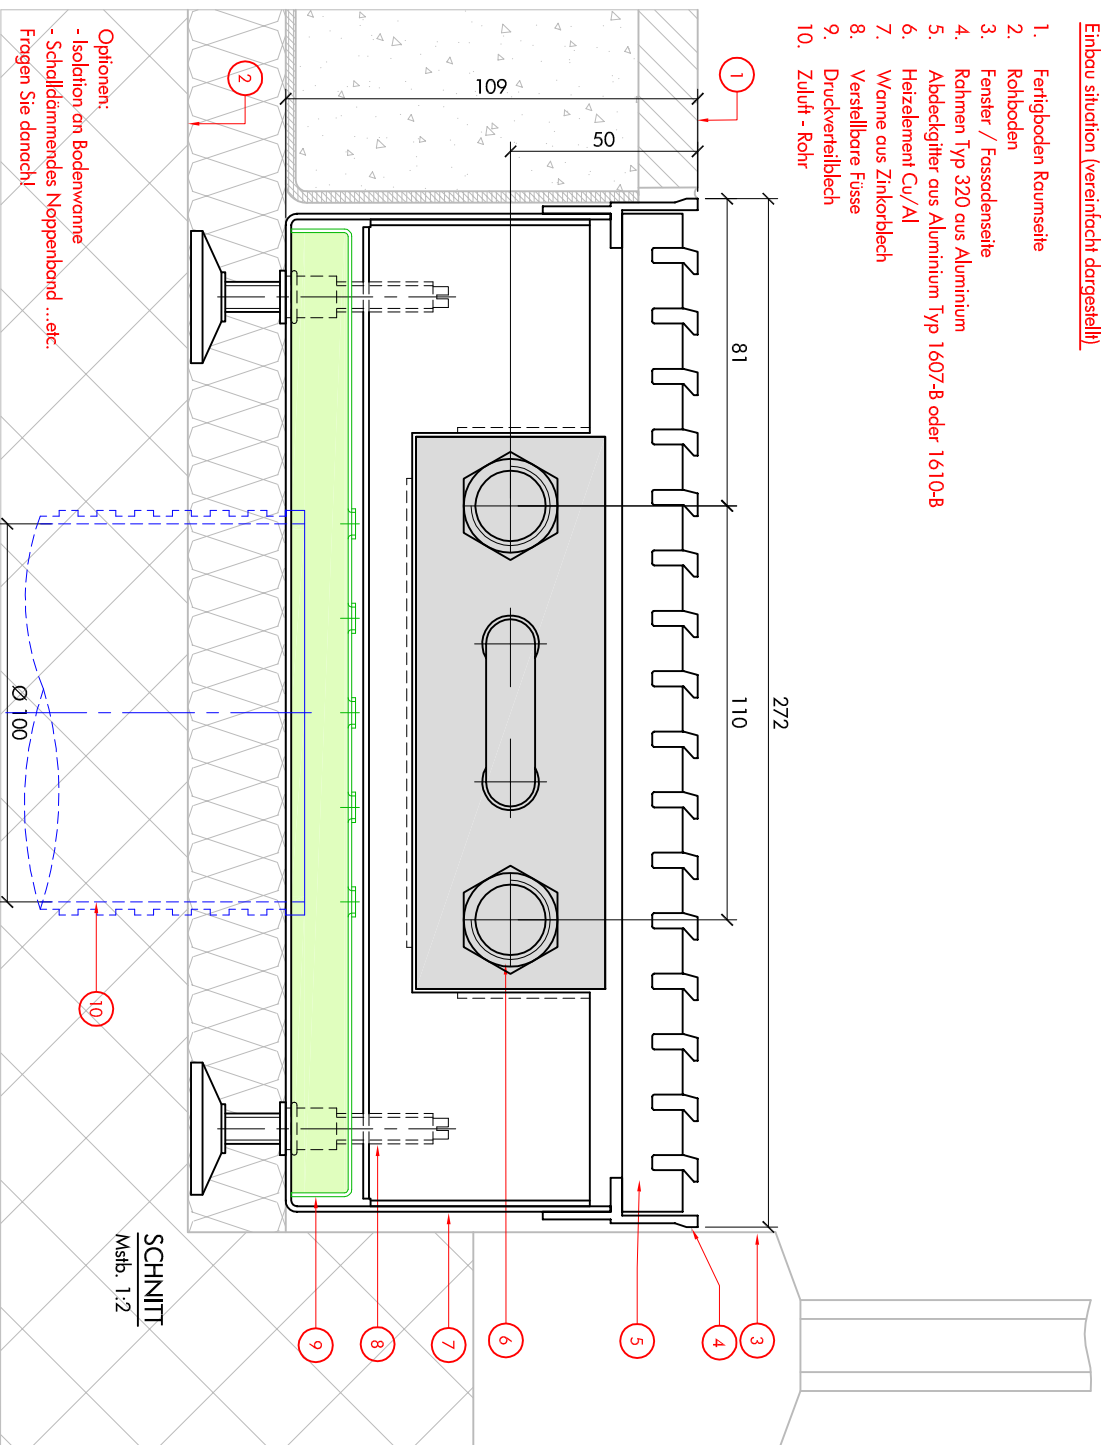 Einbau situation (vereinfacht dargestellt)
1. Fertigboden Raumseite
2. Rohboden
3. Fenster / Fassadenseite
4. Rahmen Typ 320 aus Aluminium
5. Abdeckgitter aus Aluminium Typ 1607-B oder 1610-B
6. Heizelement Cu/Al
7. Wanne aus Zinkorblech
8. Verstellbare Füsse
9. Druckverteilblech
10. Zuluft - Rohr
272
81
110
1
3
4
50
5
109
6
7
8
9
2
10
SCHNITT
Mstb. 1:2
Optionen:
- Isolation an Bodenwanne
- Schalldämmendes Noppenband ...etc.
Fragen Sie danach!
Ø 100